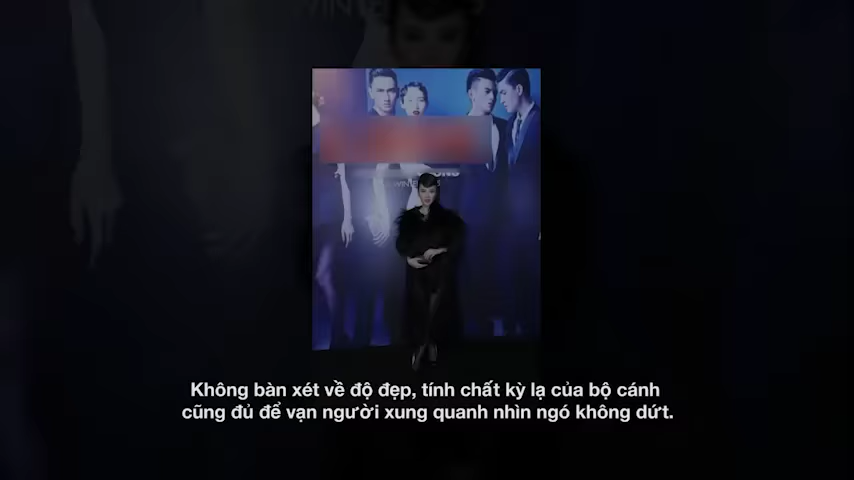 WINTE
Không bàn xét về độ đẹp, tính chất kỳ lạ của bộ cánh
cũng đủ để vạn người xung quanh nhìn ngó không dứt.